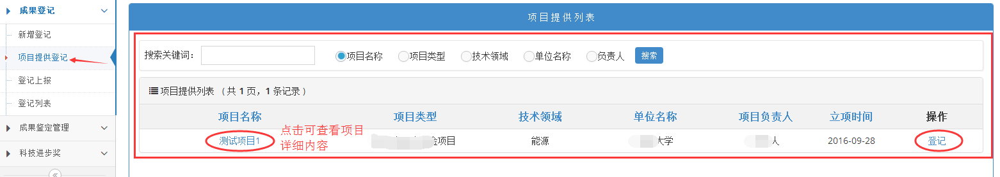 成果登记
新增登记
项目提供登记
登记上报
登记列表
成果鉴定管理
科技进步奖
项目提供列表
搜索关键词： 项目名称 项目类型 技术领域 单位名称 负责人 搜索
项目提供列表 （共 1 页，1 条记录）
项目名称 项目类型 技术领域 单位名称 项目负责人 立项时间 操作
测试项目1 金项目 能源 大学 人 2016-09-28 登记
点击可查看项目
详细内容